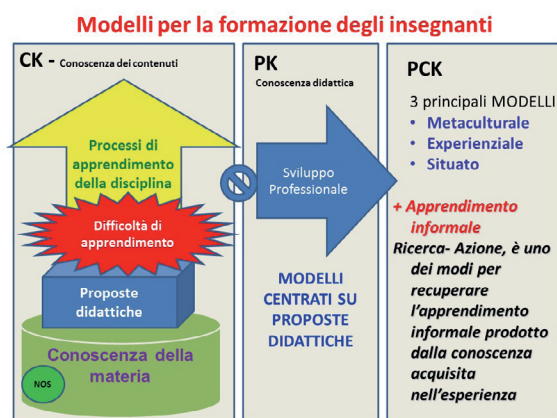 Modelli per la formazione degli insegnanti
CK - Conoscenza dei contenuti
Processi di
apprendimento
della disciplina
Difficoltà di
apprendimento
Proposte
didattiche
Conoscenza della
materia
NOS
PK
Conoscenza didattica
Sviluppo
Professionale
MODELLI
CENTRATI SU
PROPOSTE
DIDATTICHE
PCK
3 principali MODELLI
• Metaculturale
• Experienziale
• Situato
+ Apprendimento
informale
Ricerca- Azione, è uno
dei modi per
recuperare
l'apprendimento
informale prodotto
dalla conoscenza
acquisita
nell'esperienza